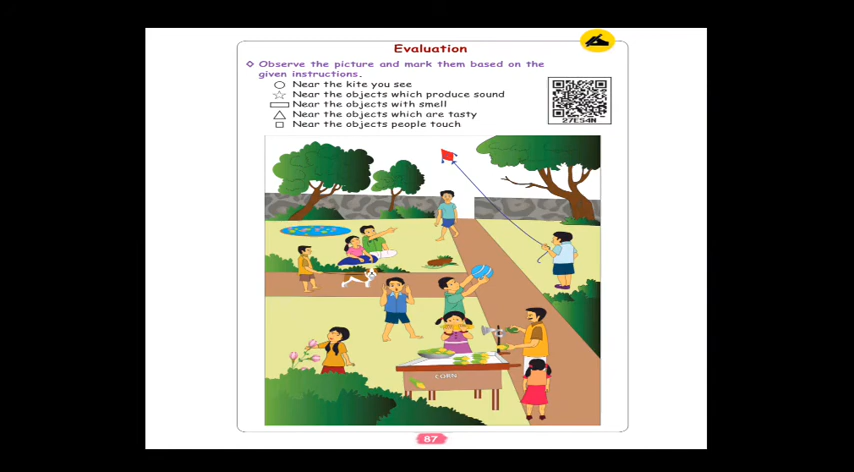 Evaluation
Observe the picture and mark them based on the
given instructions.
Near the kite you see
Near the objects which produce sound
Near the objects with smell
Near the objects which are tasty
Near the objects people touch
27ES4N
CORN
87